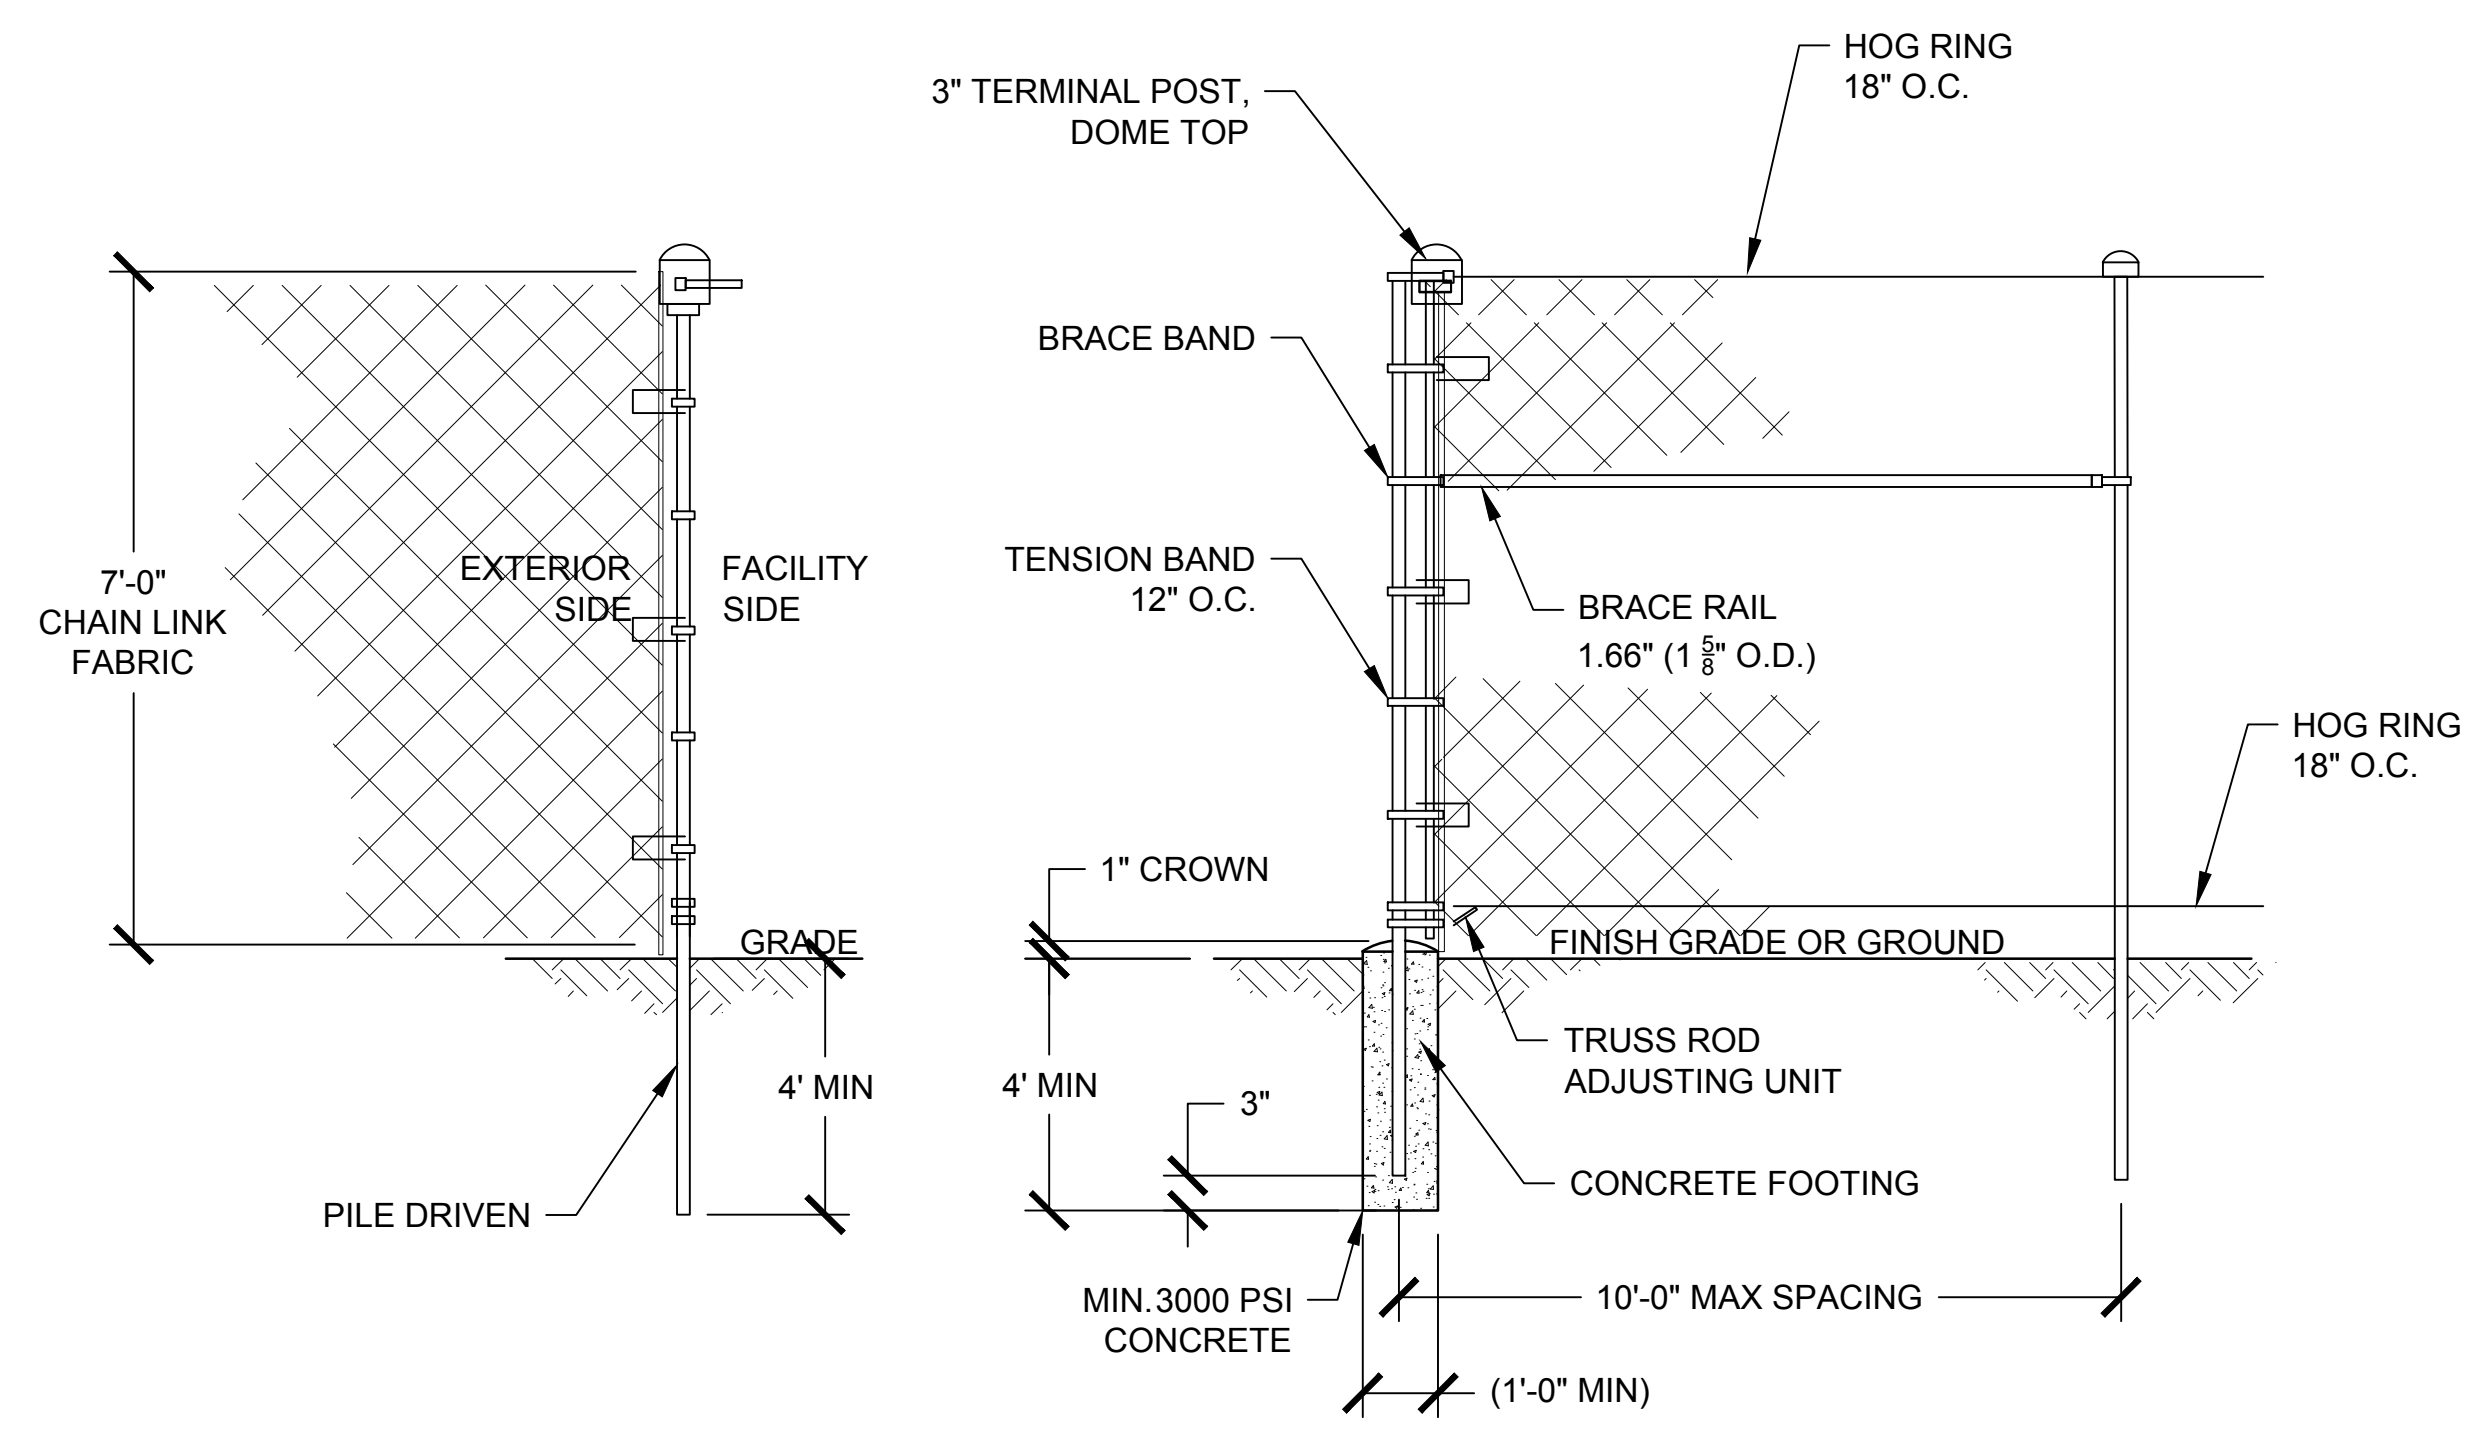 HOG RING
18" O.C.
3" TERMINAL POST,
DOME TOP
BRACE BAND
7'-0"
CHAIN LINK
FABRIC
EXTERIOR
SIDE
FACILITY
SIDE
TENSION BAND
12" O.C.
BRACE RAIL
1.66" (1 5/8" O.D.)
HOG RING
18" O.C.
1" CROWN
GRADE
FINISH GRADE OR GROUND
4' MIN
4' MIN
3"
TRUSS ROD
ADJUSTING UNIT
PILE DRIVEN
CONCRETE FOOTING
MIN.3000 PSI
CONCRETE
10'-0" MAX SPACING
(1'-0" MIN)